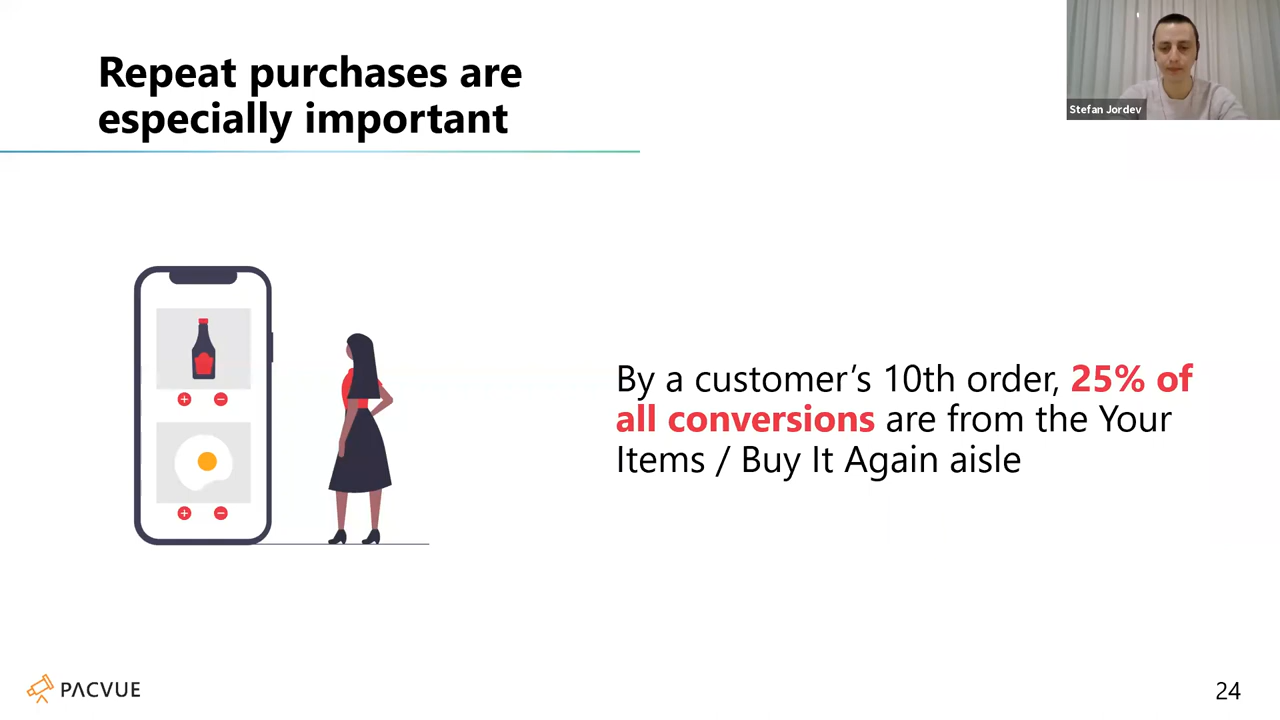 Repeat purchases are
especially important
Stefan Jordev
By a customer’s 10th order, 25% of
all conversions are from the Your
Items / Buy It Again aisle
PACVUE
24